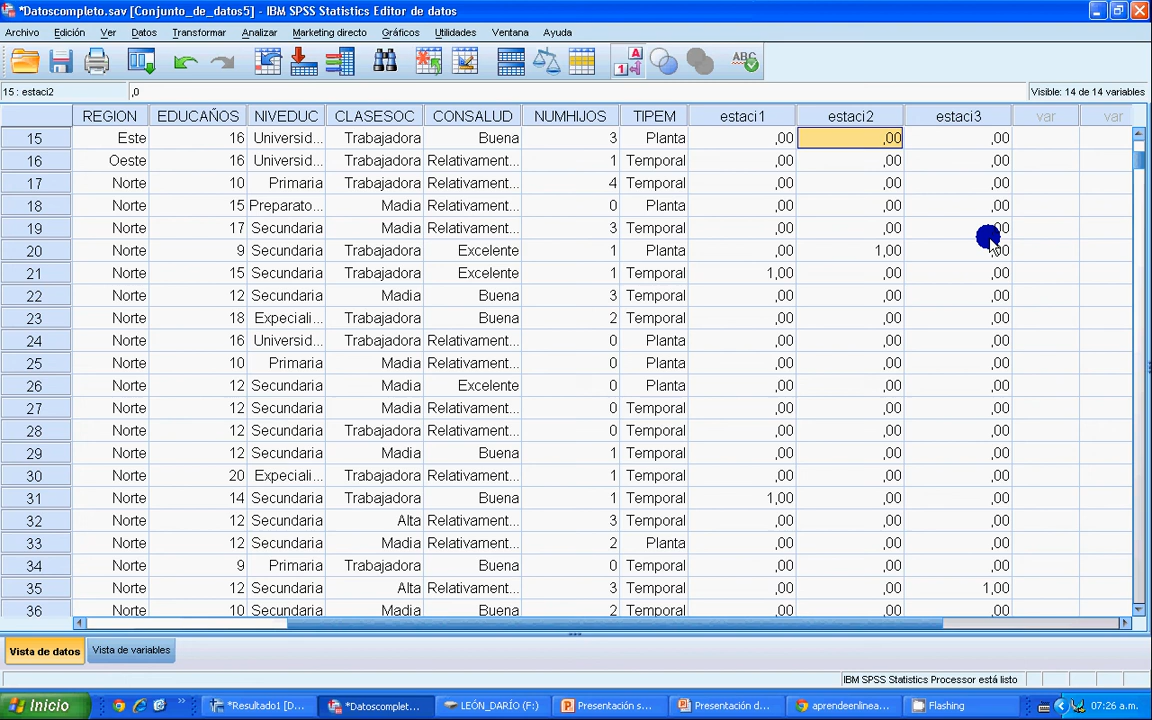 *Datoscompleto.sav [Conjunto_de_datos5] - IBM SPSS Statistics Editor de datos
Archivo Edición Ver Datos Transformar Analizar Marketing directo Gráficos Utilidades Ventana Ayuda
15 : estaci2 ,0 Visible: 14 de 14 variables
REGION EDUCAÑOS NIVEDUC CLASESOC CONSALUD NUMHIJOS TIPEM estaci1 estaci2 estaci3 var var
15 Este 16 Universid... Trabajadora Buena 3 Planta ,00 ,00 ,00
16 Oeste 16 Universid... Trabajadora Relativament... 1 Temporal ,00 ,00 ,00
17 Norte 10 Primaria Trabajadora Relativament... 4 Temporal ,00 ,00 ,00
18 Norte 15 Preparato... Madia Relativament... 0 Planta ,00 ,00 ,00
19 Norte 17 Secundaria Madia Relativament... 3 Temporal ,00 ,00 ,00
20 Norte 9 Secundaria Trabajadora Excelente 1 Planta ,00 1,00 ,00
21 Norte 15 Secundaria Trabajadora Excelente 1 Temporal 1,00 ,00 ,00
22 Norte 12 Secundaria Madia Buena 3 Temporal ,00 ,00 ,00
23 Norte 18 Expeciali... Trabajadora Buena 2 Temporal ,00 ,00 ,00
24 Norte 16 Universid... Trabajadora Relativament... 0 Planta ,00 ,00 ,00
25 Norte 10 Primaria Madia Relativament... 0 Planta ,00 ,00 ,00
26 Norte 12 Secundaria Madia Excelente 0 Planta ,00 ,00 ,00
27 Norte 12 Secundaria Madia Relativament... 0 Temporal ,00 ,00 ,00
28 Norte 12 Secundaria Trabajadora Relativament... 0 Temporal ,00 ,00 ,00
29 Norte 12 Secundaria Madia Buena 1 Temporal ,00 ,00 ,00
30 Norte 20 Expeciali... Trabajadora Relativament... 1 Temporal ,00 ,00 ,00
31 Norte 14 Secundaria Trabajadora Buena 1 Temporal 1,00 ,00 ,00
32 Norte 12 Secundaria Alta Relativament... 3 Temporal ,00 ,00 ,00
33 Norte 12 Secundaria Madia Relativament... 2 Planta ,00 ,00 ,00
34 Norte 9 Primaria Trabajadora Buena 0 Temporal ,00 ,00 ,00
35 Norte 12 Secundaria Alta Relativament... 3 Temporal ,00 ,00 1,00
36 Norte 10 Secundaria Madia Buena 2 Temporal ,00 ,00 ,00
Vista de datos Vista de variables
IBM SPSS Statistics Processor está listo
Inicio *Resultado1 [D... *Datoscomplet... LEÓN_DARÍO (F:) Presentación s... Presentación d... aprendeenlinea... Flashing 07:26 a.m.